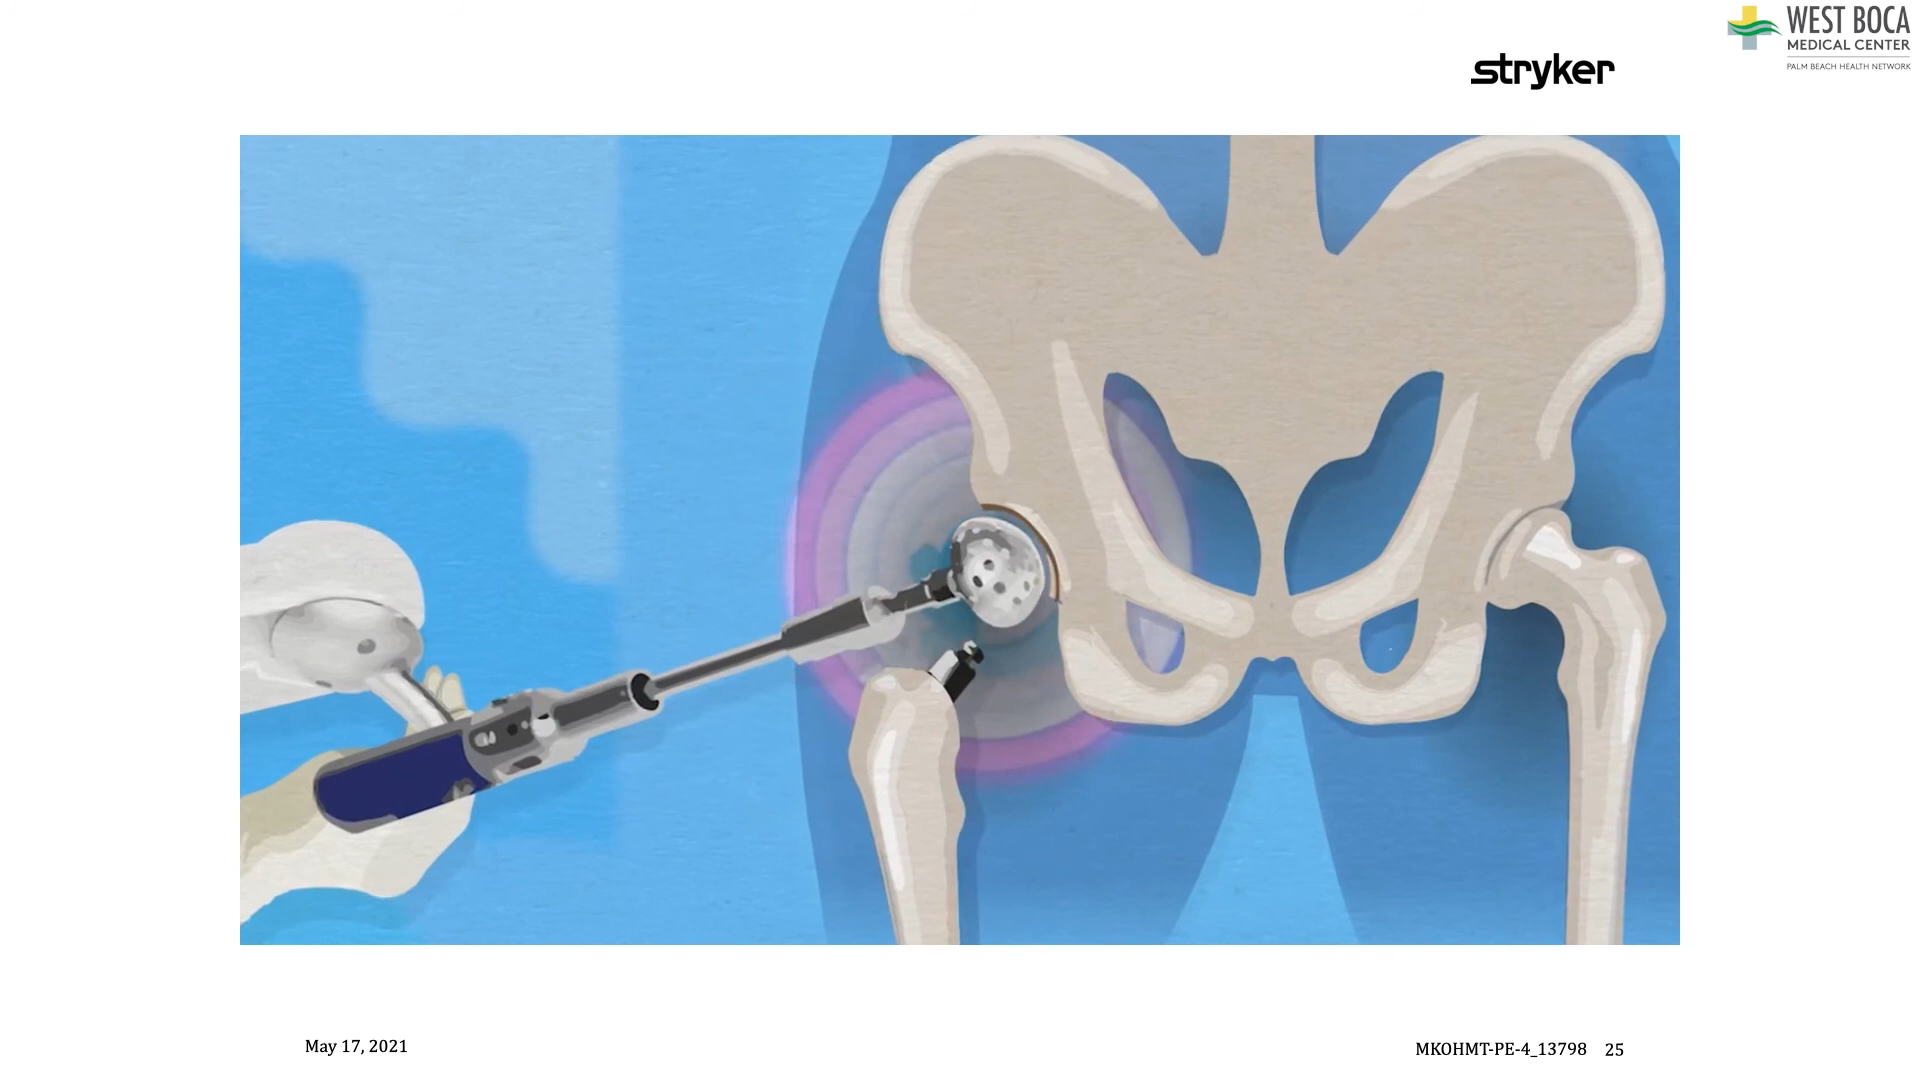 WEST BOCA
MEDICAL CENTER
PALM BEACH HEALTH NETWORK
stryker
May 17, 2021
MKOHMT-PE-4_13798 25